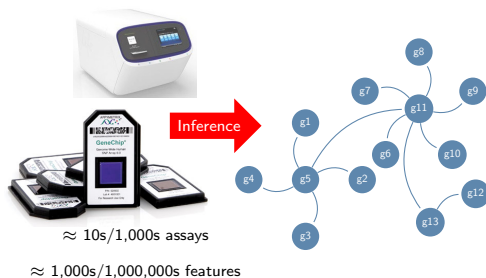 g8
g7
g9
g11
g1
Inference
g6
g10
GeneChip
g4
g5
g2
g12
g13
g3
≈ 10s/1,000s assays
≈ 1,000s/1,000,000s features